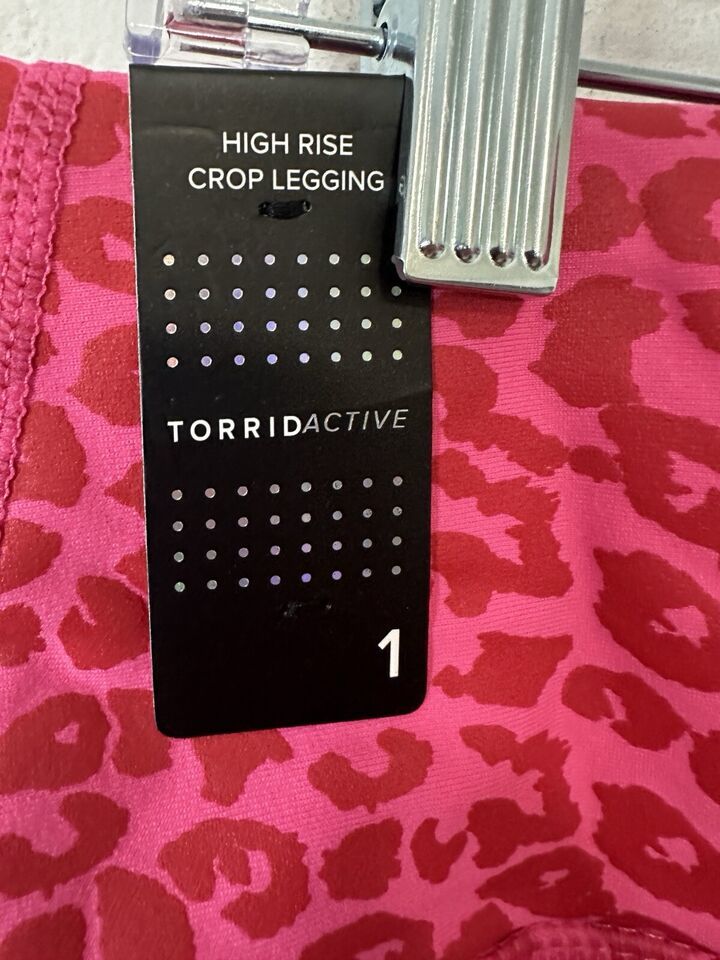 HIGH RISE
CROP LEGGING
TORRIDACTIVE
1